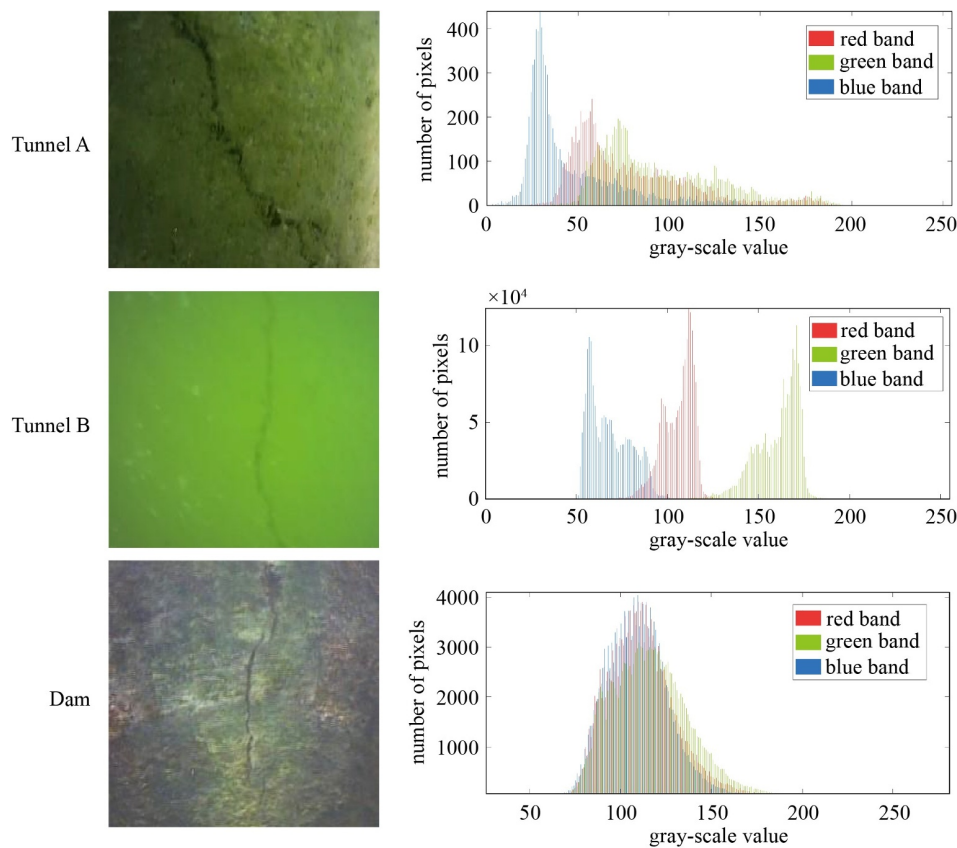 Tunnel A
number of pixels
400
300
200
100
0
0 50 100 150 200 250
gray-scale value
red band
green band
blue band
Tunnel B
×10⁴
number of pixels
10
5
0
0 50 100 150 200 250
gray-scale value
red band
green band
blue band
Dam
number of pixels
4000
3000
2000
1000
50 100 150 200 250
gray-scale value
red band
green band
blue band